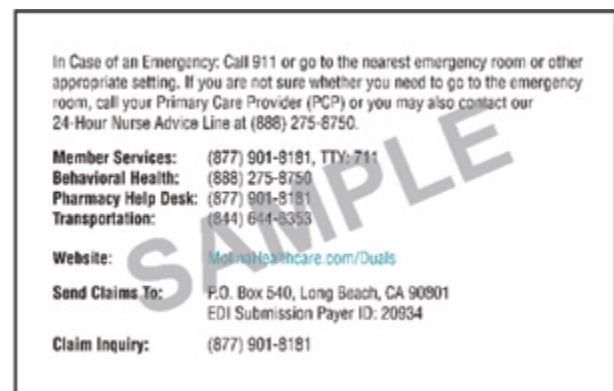 In Case of an Emergency: Call 911 or go to the nearest emergency room or other
appropriate setting. If you are not sure whether you need to go to the emergency
room, call your Primary Care Provider (PCP) or you may also contact our
24-Hour Nurse Advice Line at (888) 275-8750.
Member Services: (877) 901-8181, TTY: 711
Behavioral Health: (888) 275-8750
Pharmacy Help Desk: (877) 901-8181
Transportation: (844) 644-8353
Website: MolinaHealthcare.com/Duals
Send Claims To: P.O. Box 540, Long Beach, CA 90801
EDI Submission Payer ID: 20934
Claim Inquiry: (877) 901-8181
SAMPLE